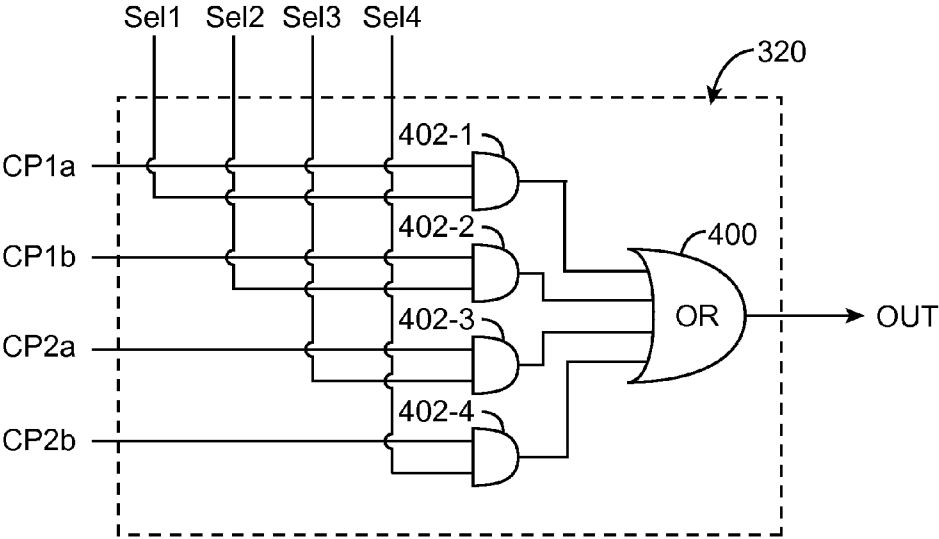 Sel1 Sel2 Sel3 Sel4
320
402-1
CP1a
402-2
CP1b
400
OR
OUT
402-3
CP2a
402-4
CP2b